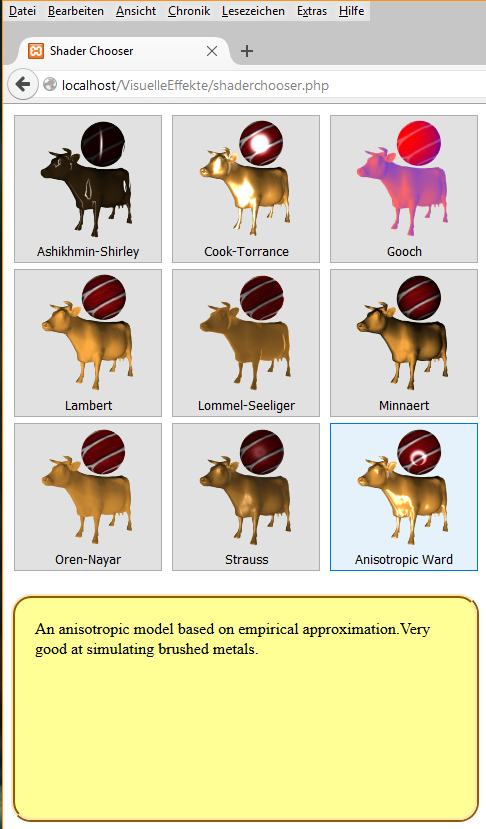 Datei Bearbeiten Ansicht Chronik Lesezeichen Extras Hilfe
Shader Chooser
localhost/VisuelleEffekte/shaderchooser.php
Ashikhmin-Shirley Cook-Torrance Gooch
Lambert Lommel-Seeliger Minnaert
Oren-Nayar Strauss Anisotropic Ward
An anisotropic model based on empirical approximation.Very
good at simulating brushed metals.